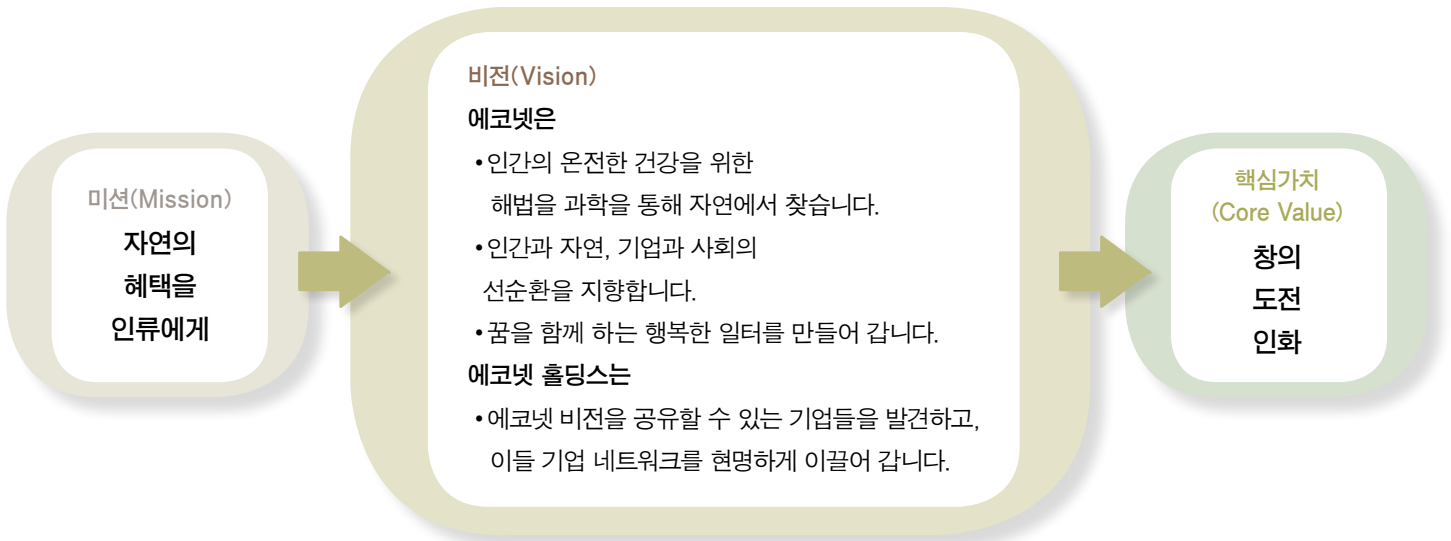 미션(Mission)
자연의
혜택을
인류에게
비전(Vision)
에코넷은
•인간의 온전한 건강을 위한
해법을 과학을 통해 자연에서 찾습니다.
•인간과 자연, 기업과 사회의
선순환을 지향합니다.
•꿈을 함께 하는 행복한 일터를 만들어 갑니다.
에코넷 홀딩스는
•에코넷 비전을 공유할 수 있는 기업들을 발견하고,
이들 기업 네트워크를 현명하게 이끌어 갑니다.
핵심가치
(Core Value)
창의
도전
인화